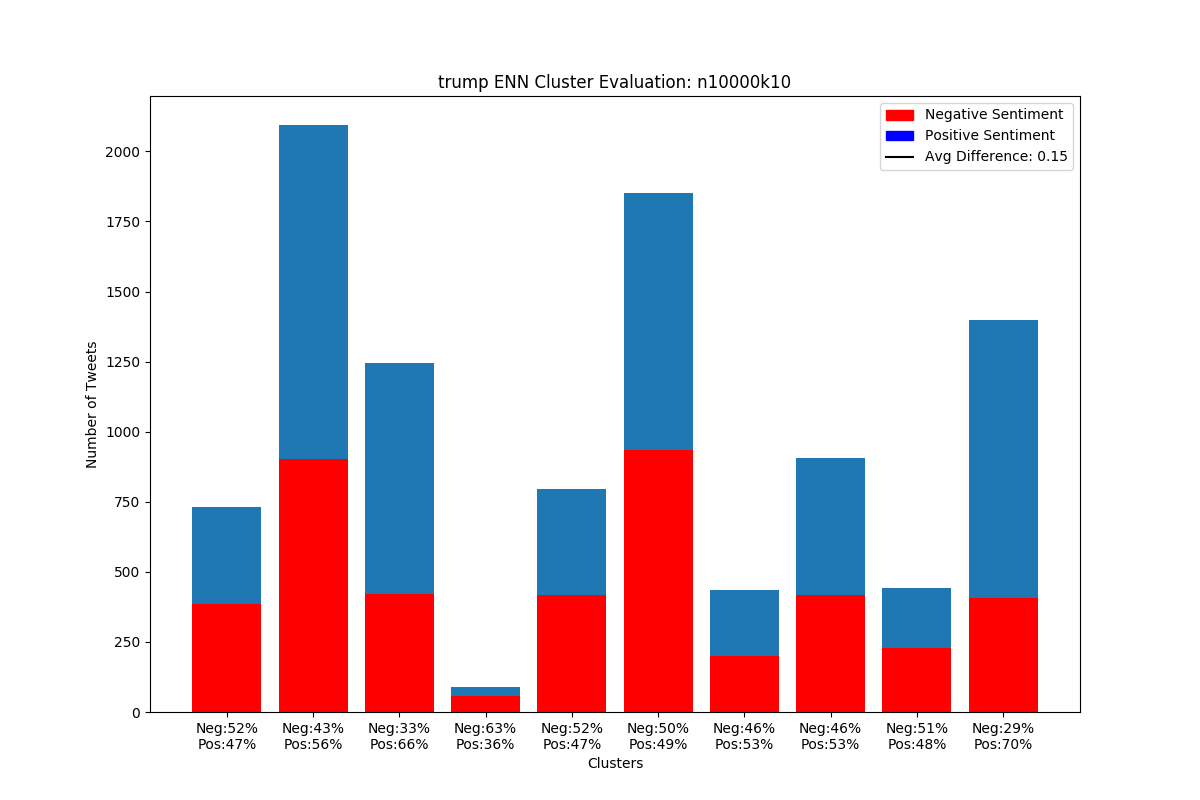 trump ENN Cluster Evaluation: n10000k10
Negative Sentiment
Positive Sentiment
Avg Difference: 0.15
Number of Tweets
2000
1750
1500
1250
1000
750
500
250
0
Neg:52% Neg:43% Neg:33% Neg:63% Neg:52% Neg:50% Neg:46% Neg:46% Neg:51% Neg:29%
Pos:47% Pos:56% Pos:66% Pos:36% Pos:47% Pos:49% Pos:53% Pos:53% Pos:48% Pos:70%
Clusters